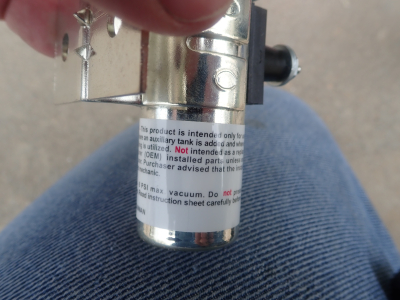 This product is intended only for
an auxiliary tank is added and
is utilized. Not intended as a
(OEM) installed parts unless
Purchaser advised that the
mechanic.
PSI max vacuum. Do not
Read instruction sheet carefully